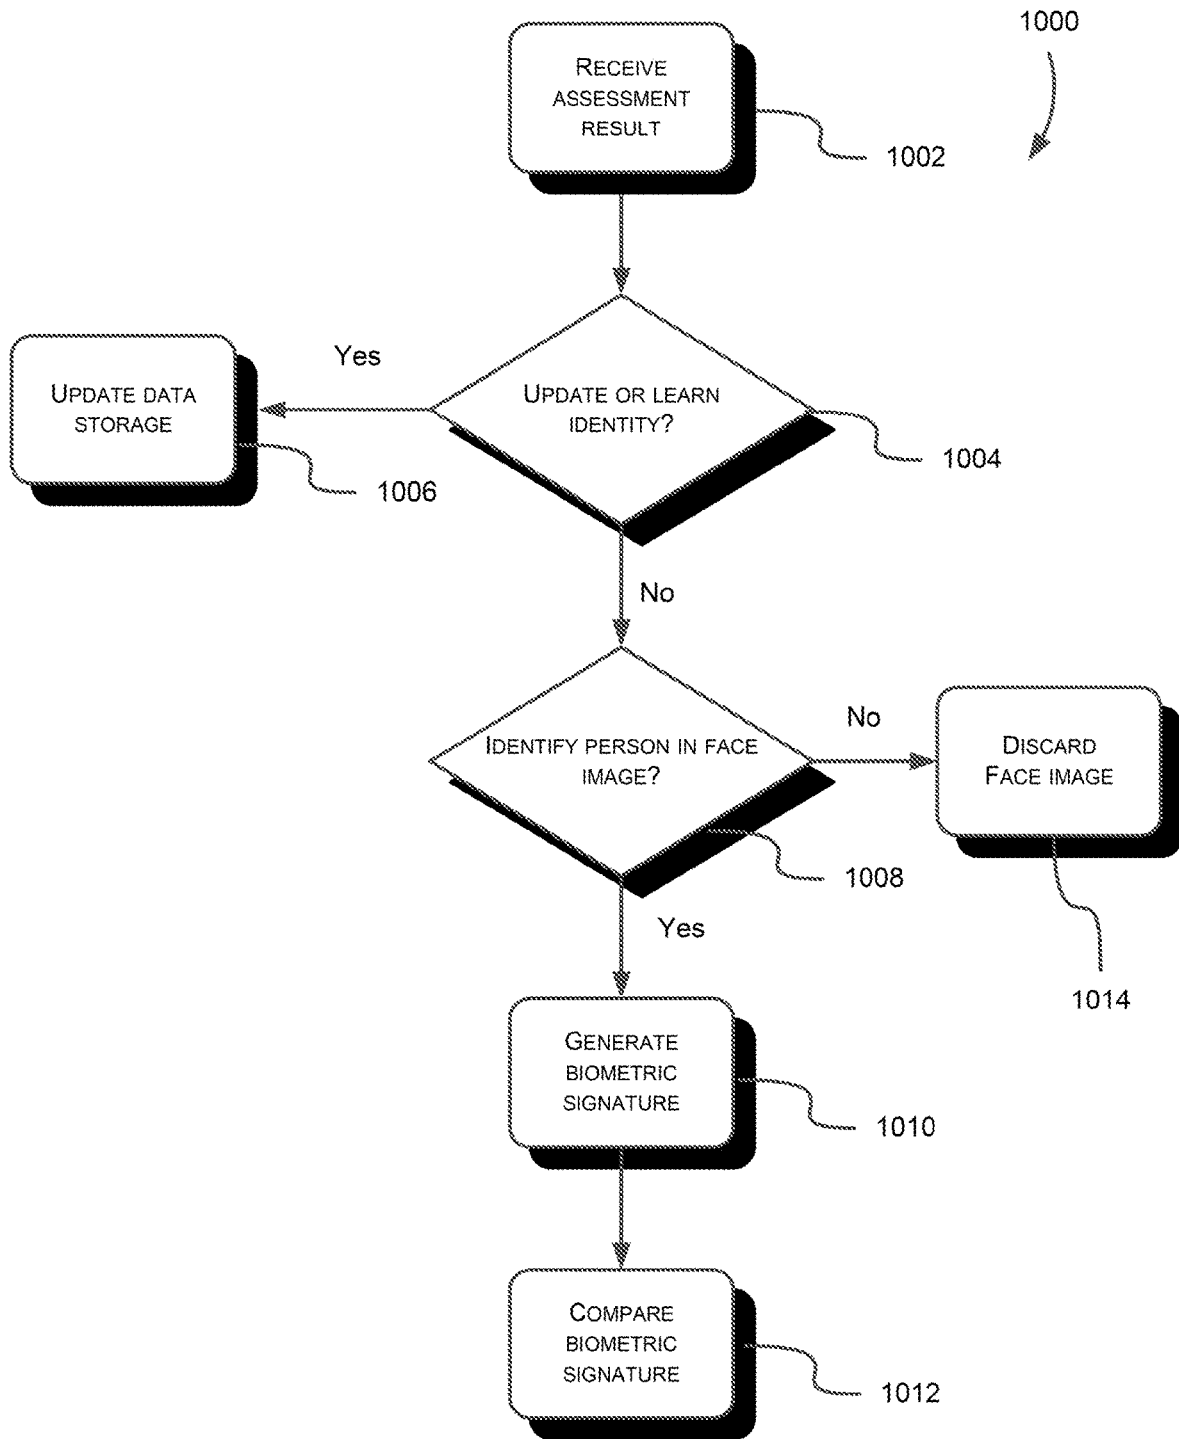 1000
RECEIVE
ASSESSMENT
RESULT
1002
Yes
UPDATE DATA
STORAGE
UPDATE OR LEARN
IDENTITY?
1004
1006
No
IDENTIFY PERSON IN FACE
IMAGE?
No
DISCARD
FACE IMAGE
1008
Yes
1014
GENERATE
BIOMETRIC
SIGNATURE
1010
COMPARE
BIOMETRIC
SIGNATURE
1012